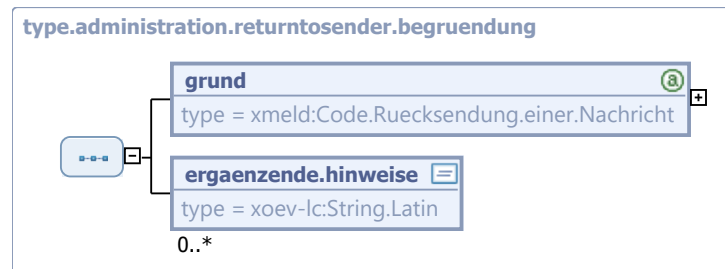 type.administration.returntosender.begruendung
grund
type = xmeld:Code.Ruecksendung.einer.Nachricht
ergaenzende.hinweise
type = xoev-lc:String.Latin
0..*